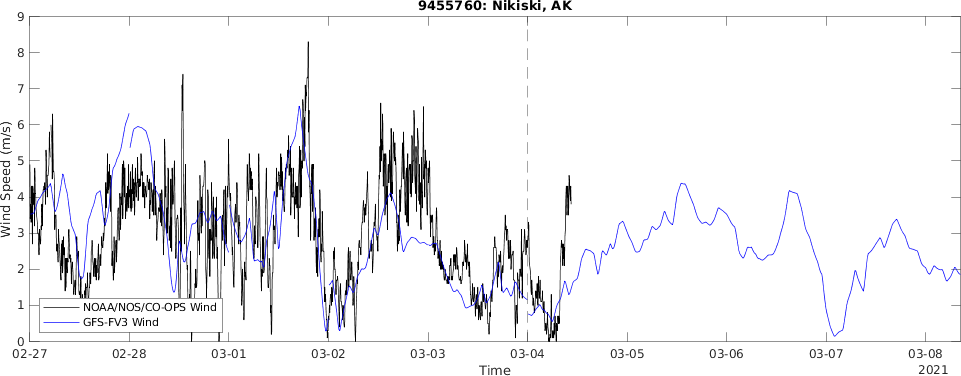 9455760: Nikiski, AK
9
8
7
6
5
4
3
2
1
0
Wind Speed (m/s)
NOAA/NOS/CO-OPS Wind
GFS-FV3 Wind
02-27 02-28 03-01 03-02 03-03 03-04 03-05 03-06 03-07 03-08
Time
2021